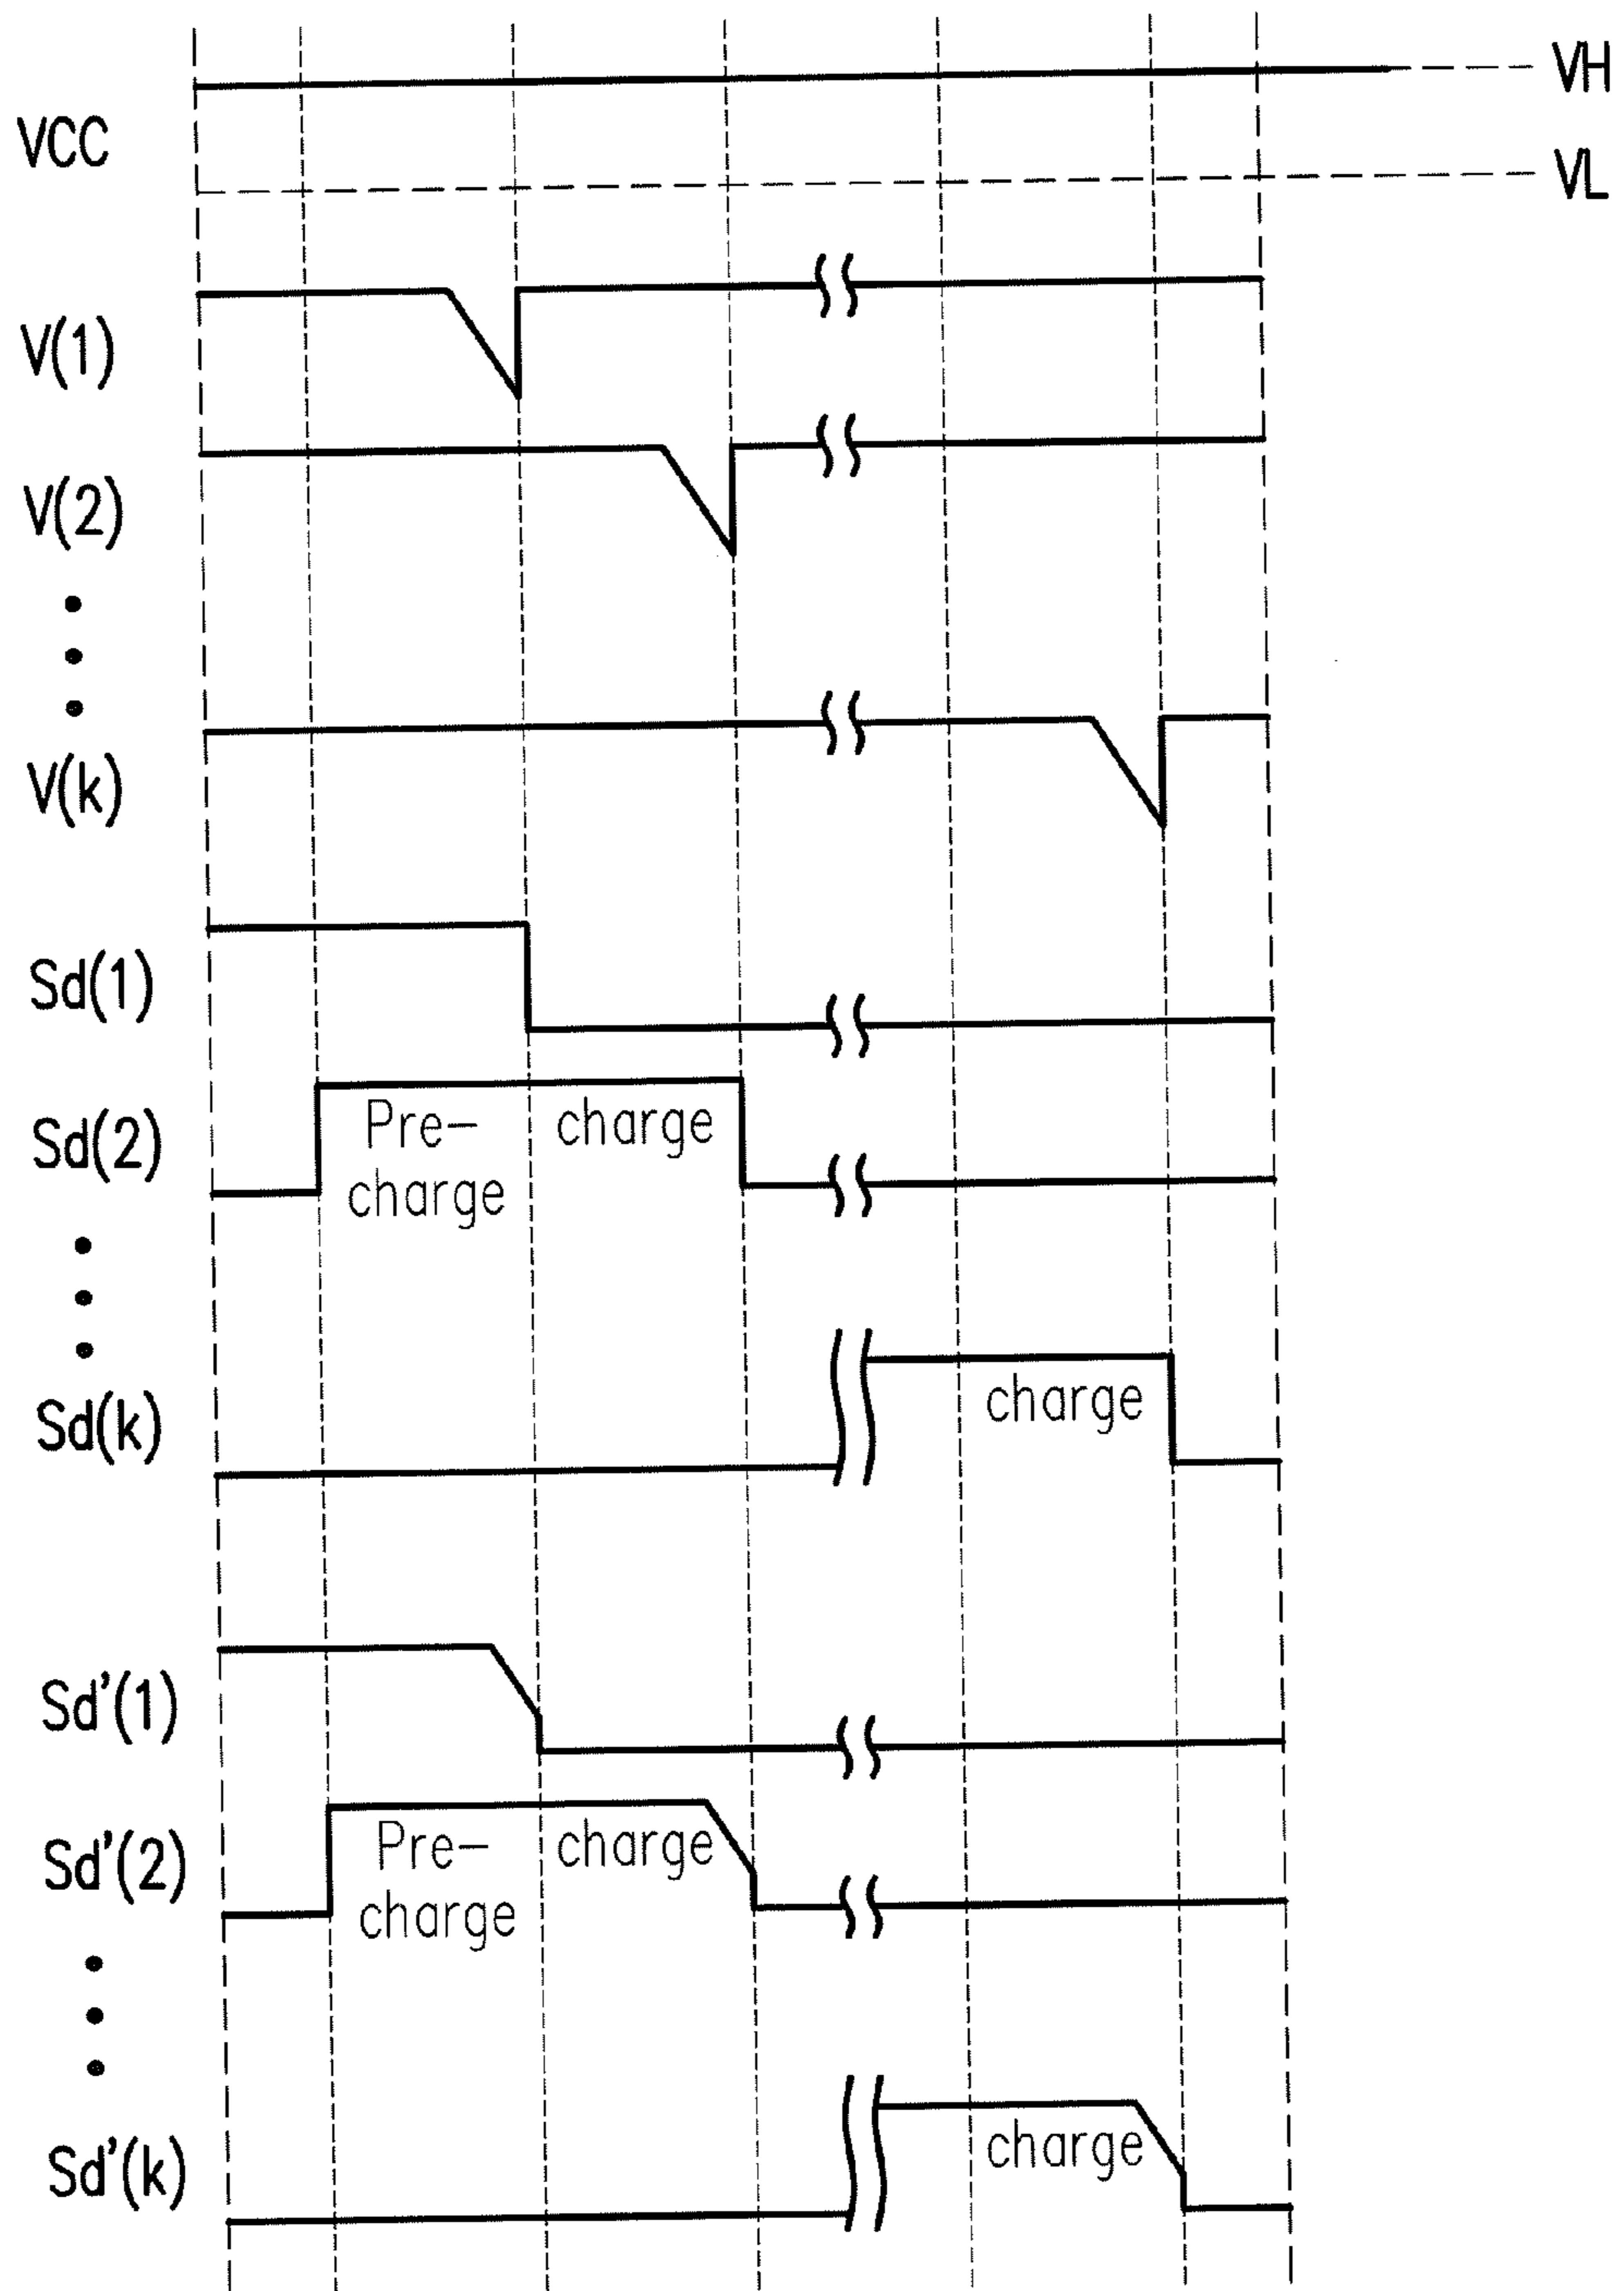 VH
VCC
VL
V(1)
V(2)
V(k)
Sd(1)
Sd(2)
Pre-
charge
charge
Sd(k)
charge
Sd'(1)
Sd'(2)
Pre-
charge
charge
Sd'(k)
charge